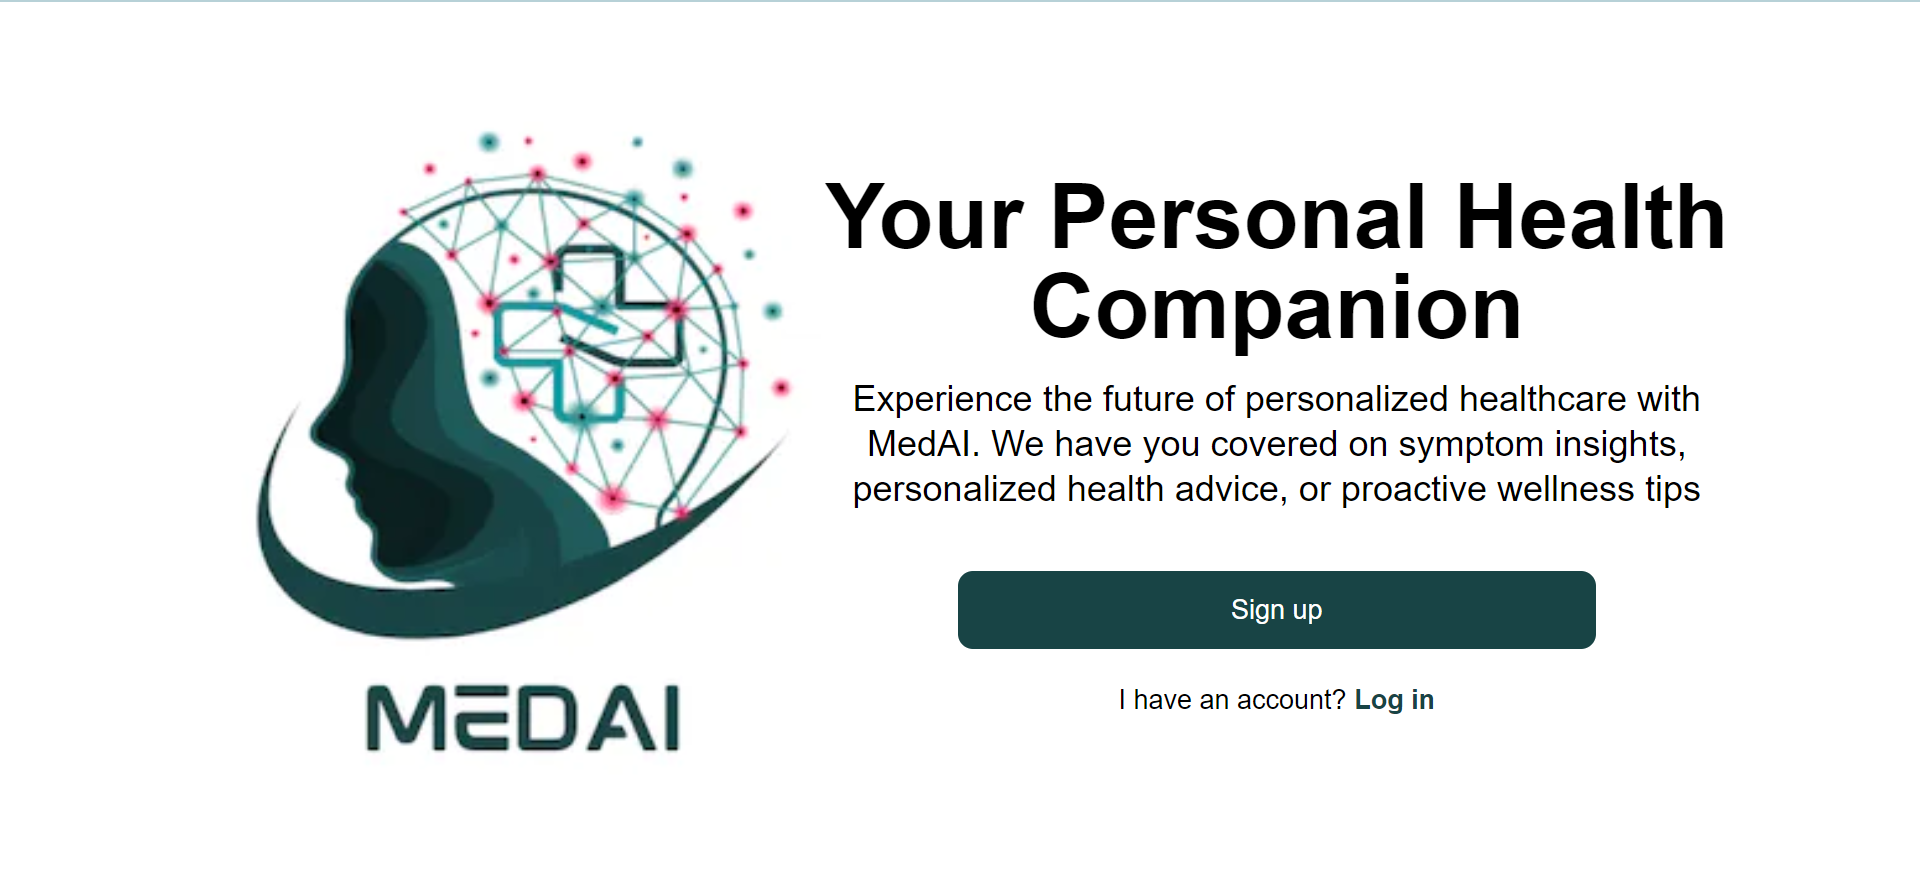 Your Personal Health
Companion
Experience the future of personalized healthcare with
MedAI. We have you covered on symptom insights,
personalized health advice, or proactive wellness tips
Sign up
I have an account? Log in
MEDAI